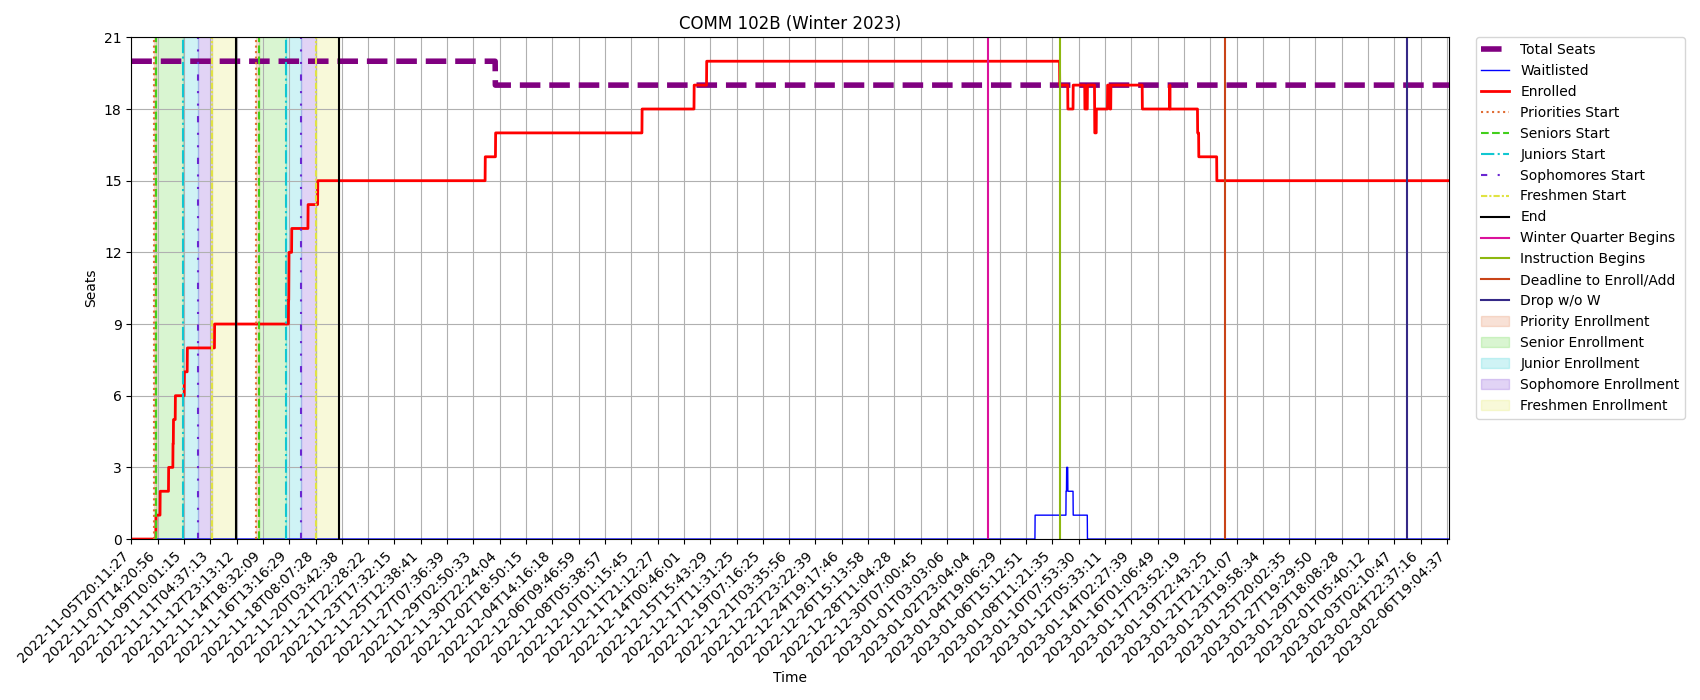 COMM 102B (Winter 2023)
21
18
15
12
9
6
3
0
Seats
2022-11-05T20:11:27
2022-11-07T14:20:56
2022-11-09T10:01:15
2022-11-11T04:37:13
2022-11-12T23:13:12
2022-11-14T18:32:09
2022-11-16T13:16:29
2022-11-18T08:07:28
2022-11-20T03:42:38
2022-11-21T22:28:22
2022-11-23T17:32:15
2022-11-25T12:38:41
2022-11-27T07:36:39
2022-11-29T02:50:33
2022-11-30T22:24:04
2022-12-02T18:50:15
2022-12-04T14:16:18
2022-12-06T09:46:59
2022-12-08T05:38:57
2022-12-10T01:15:45
2022-12-11T21:12:27
2022-12-14T00:46:01
2022-12-15T15:43:29
2022-12-17T11:31:25
2022-12-19T07:16:25
2022-12-21T03:35:56
2022-12-22T23:22:39
2022-12-24T19:17:46
2022-12-26T15:13:58
2022-12-28T11:04:28
2022-12-30T07:00:45
2023-01-01T03:03:06
2023-01-02T23:04:04
2023-01-04T19:06:29
2023-01-06T15:12:51
2023-01-08T11:21:35
2023-01-10T07:53:30
2023-01-12T05:33:11
2023-01-14T02:27:39
2023-01-16T01:06:49
2023-01-17T23:52:19
2023-01-19T22:43:25
2023-01-21T21:21:07
2023-01-23T19:58:34
2023-01-25T20:02:35
2023-01-27T19:29:50
2023-01-29T18:08:28
2023-02-01T05:40:12
2023-02-03T02:10:47
2023-02-04T22:37:16
2023-02-06T19:04:37
Time
Total Seats
Waitlisted
Enrolled
Priorities Start
Seniors Start
Juniors Start
Sophomores Start
Freshmen Start
End
Winter Quarter Begins
Instruction Begins
Deadline to Enroll/Add
Drop w/o W
Priority Enrollment
Senior Enrollment
Junior Enrollment
Sophomore Enrollment
Freshmen Enrollment